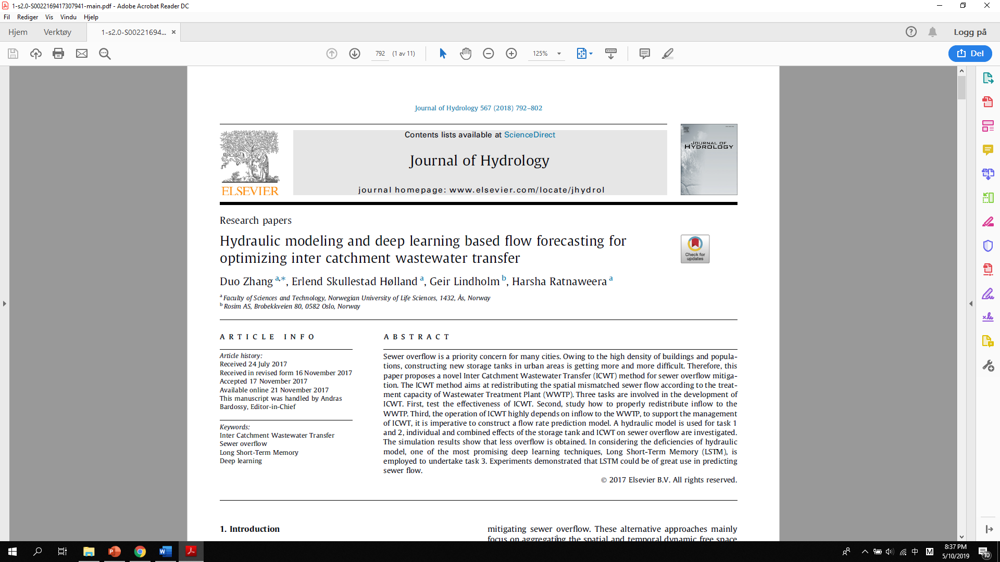 1-s2.0-S0022169417307941-main.pdf - Adobe Acrobat Reader DC
Fil Rediger Vis Vindu Hjelp
Hjem Verktøy 1-s2.0-S00221694... × Logg på
792 (1 av 11) 125% Del
Journal of Hydrology 567 (2018) 792–802
Contents lists available at ScienceDirect
Journal of Hydrology
journal homepage: www.elsevier.com/locate/jhydrol
ELSEVIER
JOURNAL OF
HYDROLOGY
Research papers
Hydraulic modeling and deep learning based flow forecasting for
optimizing inter catchment wastewater transfer
Check for
updates
Duo Zhang a,*, Erlend Skullestad Hølland a, Geir Lindholm b, Harsha Ratnaweera a
a Faculty of Sciences and Technology, Norwegian University of Life Sciences, 1432, Ås, Norway
b Rosim AS, Brobekkveien 80, 0582 Oslo, Norway
ARTICLE INFO
Article history:
Received 24 July 2017
Received in revised form 16 November 2017
Accepted 17 November 2017
Available online 21 November 2017
This manuscript was handled by Andras
Bardossy, Editor-in-Chief
Keywords:
Inter Catchment Wastewater Transfer
Sewer overflow
Long Short-Term Memory
Deep learning
ABSTRACT
Sewer overflow is a priority concern for many cities. Owing to the high density of buildings and popula-
tions, constructing new storage tanks in urban areas is getting more and more difficult. Therefore, this
paper proposes a novel Inter Catchment Wastewater Transfer (ICWT) method for sewer overflow mitiga-
tion. The ICWT method aims at redistributing the spatial mismatched sewer flow according to the treat-
ment capacity of Wastewater Treatment Plant (WWTP). Three tasks are involved in the development of
ICWT. First, test the effectiveness of ICWT. Second, study how to properly redistribute inflow to the
WWTP. Third, the operation of ICWT highly depends on inflow to the WWTP, to support the management
of ICWT, it is imperative to construct a flow rate prediction model. A hydraulic model is used for task 1
and 2, individual and combined effects of the storage tank and ICWT on sewer overflow are investigated.
The simulation results show that less overflow is obtained. In considering the deficiencies of hydraulic
model, one of the most promising deep learning techniques, Long Short-Term Memory (LSTM), is
employed to undertake task 3. Experiments demonstrated that LSTM could be of great use in predicting
sewer flow.
© 2017 Elsevier B.V. All rights reserved.
1. Introduction
mitigating sewer overflow. These alternative approaches mainly
focus on aggregating the spatial and temporal dynamic free space
中 M
8:37 PM
5/10/2019
10